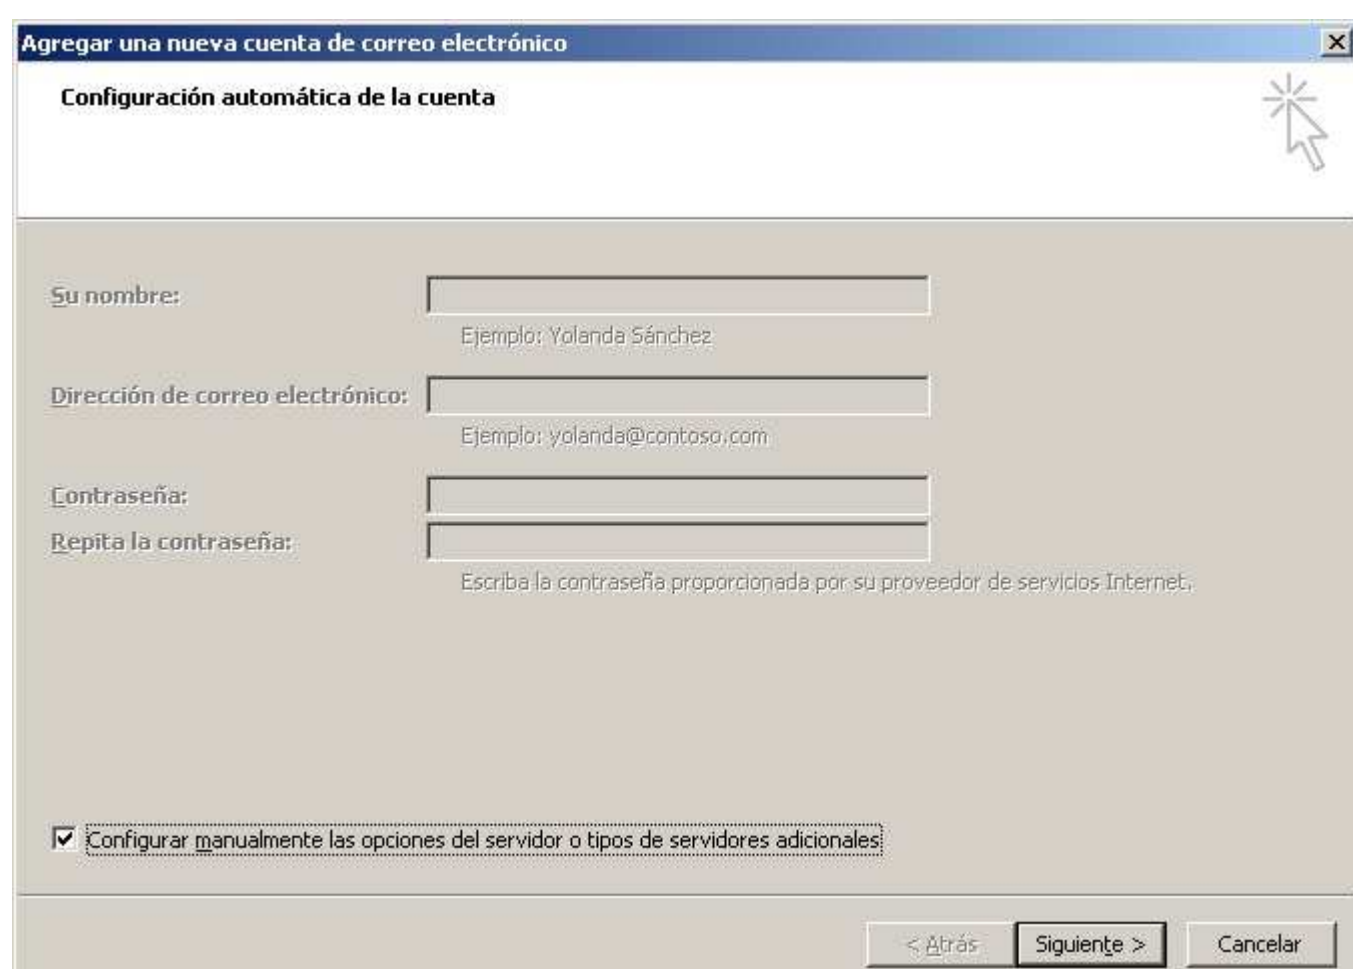 Agregar una nueva cuenta de correo electrónico
Configuración automática de la cuenta
Su nombre:
Ejemplo: Yolanda Sánchez
Dirección de correo electrónico:
Ejemplo: yolanda@contoso.com
Contraseña:
Repita la contraseña:
Escriba la contraseña proporcionada por su proveedor de servicios Internet.
Configurar manualmente las opciones del servidor o tipos de servidores adicionales
< Atrás Siguiente > Cancelar